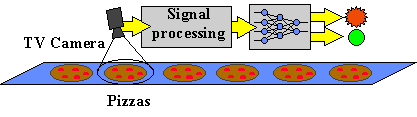 Signal
processing
TV Camera
Pizzas